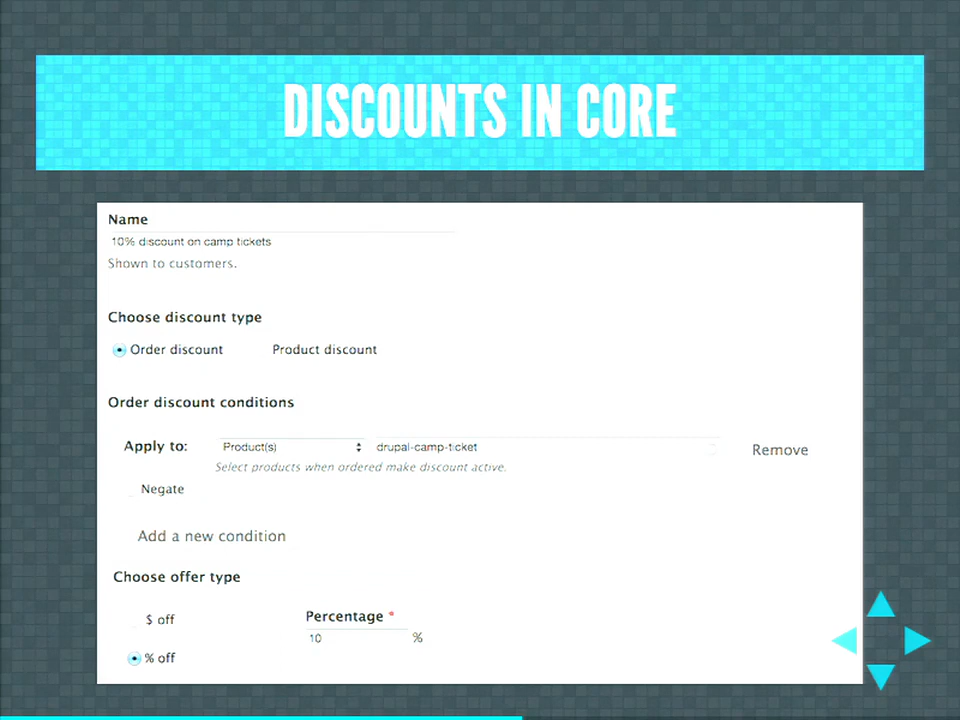 DISCOUNTS IN CORE
Name
10% discount on camp tickets
Shown to customers.
Choose discount type
Order discount Product discount
Order discount conditions
Apply to: Product(s) drupal-camp-ticket Remove
Select products when ordered make discount active.
Negate
Add a new condition
Choose offer type
$ off Percentage *
10 %
% off